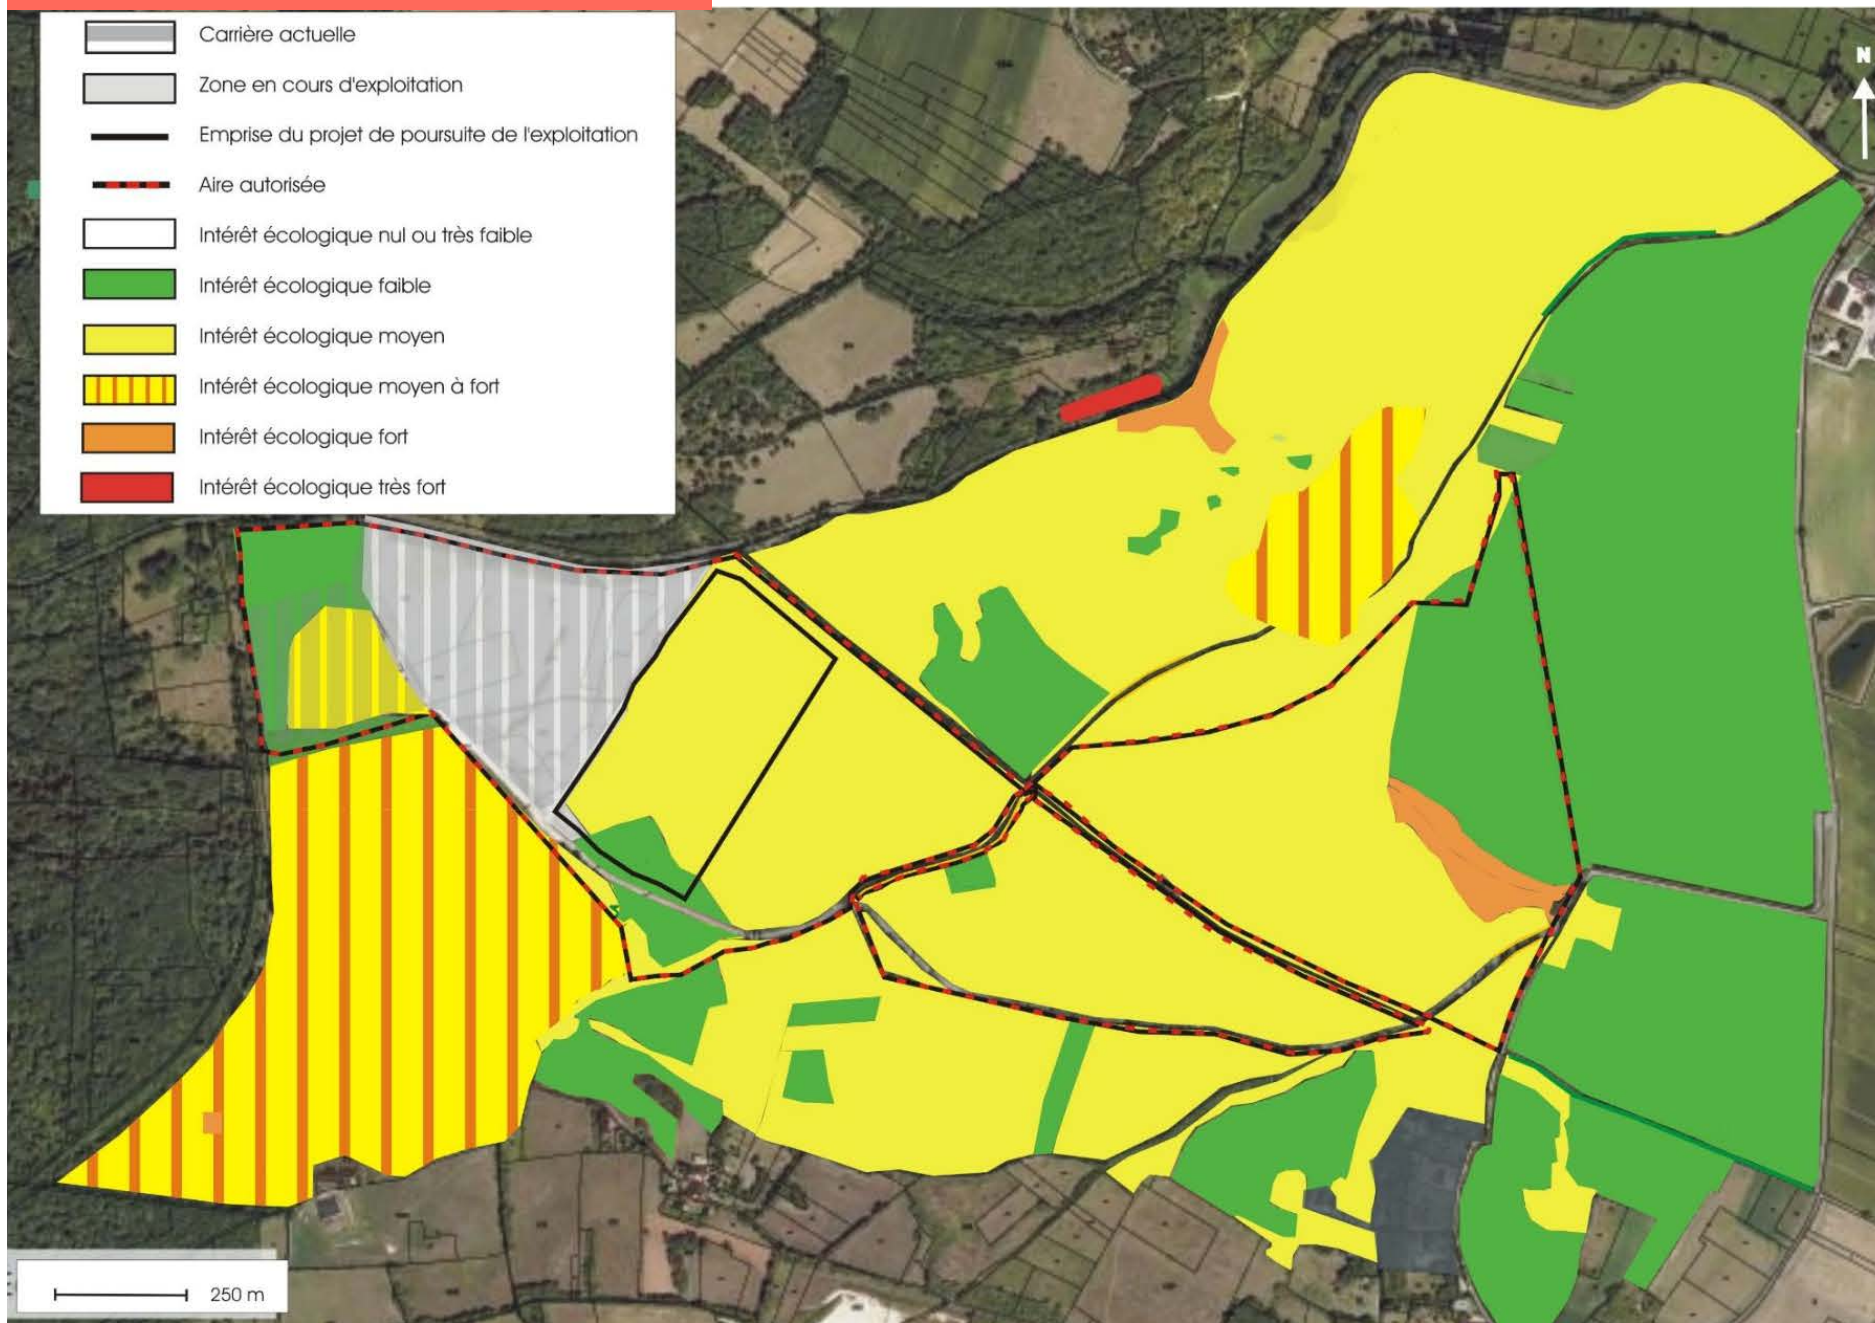 Carrière actuelle
Zone en cours d'exploitation
Emprise du projet de poursuite de l'exploitation
Aire autorisée
Intérêt écologique nul ou très faible
Intérêt écologique faible
Intérêt écologique moyen
Intérêt écologique moyen à fort
Intérêt écologique fort
Intérêt écologique très fort
N
250 m